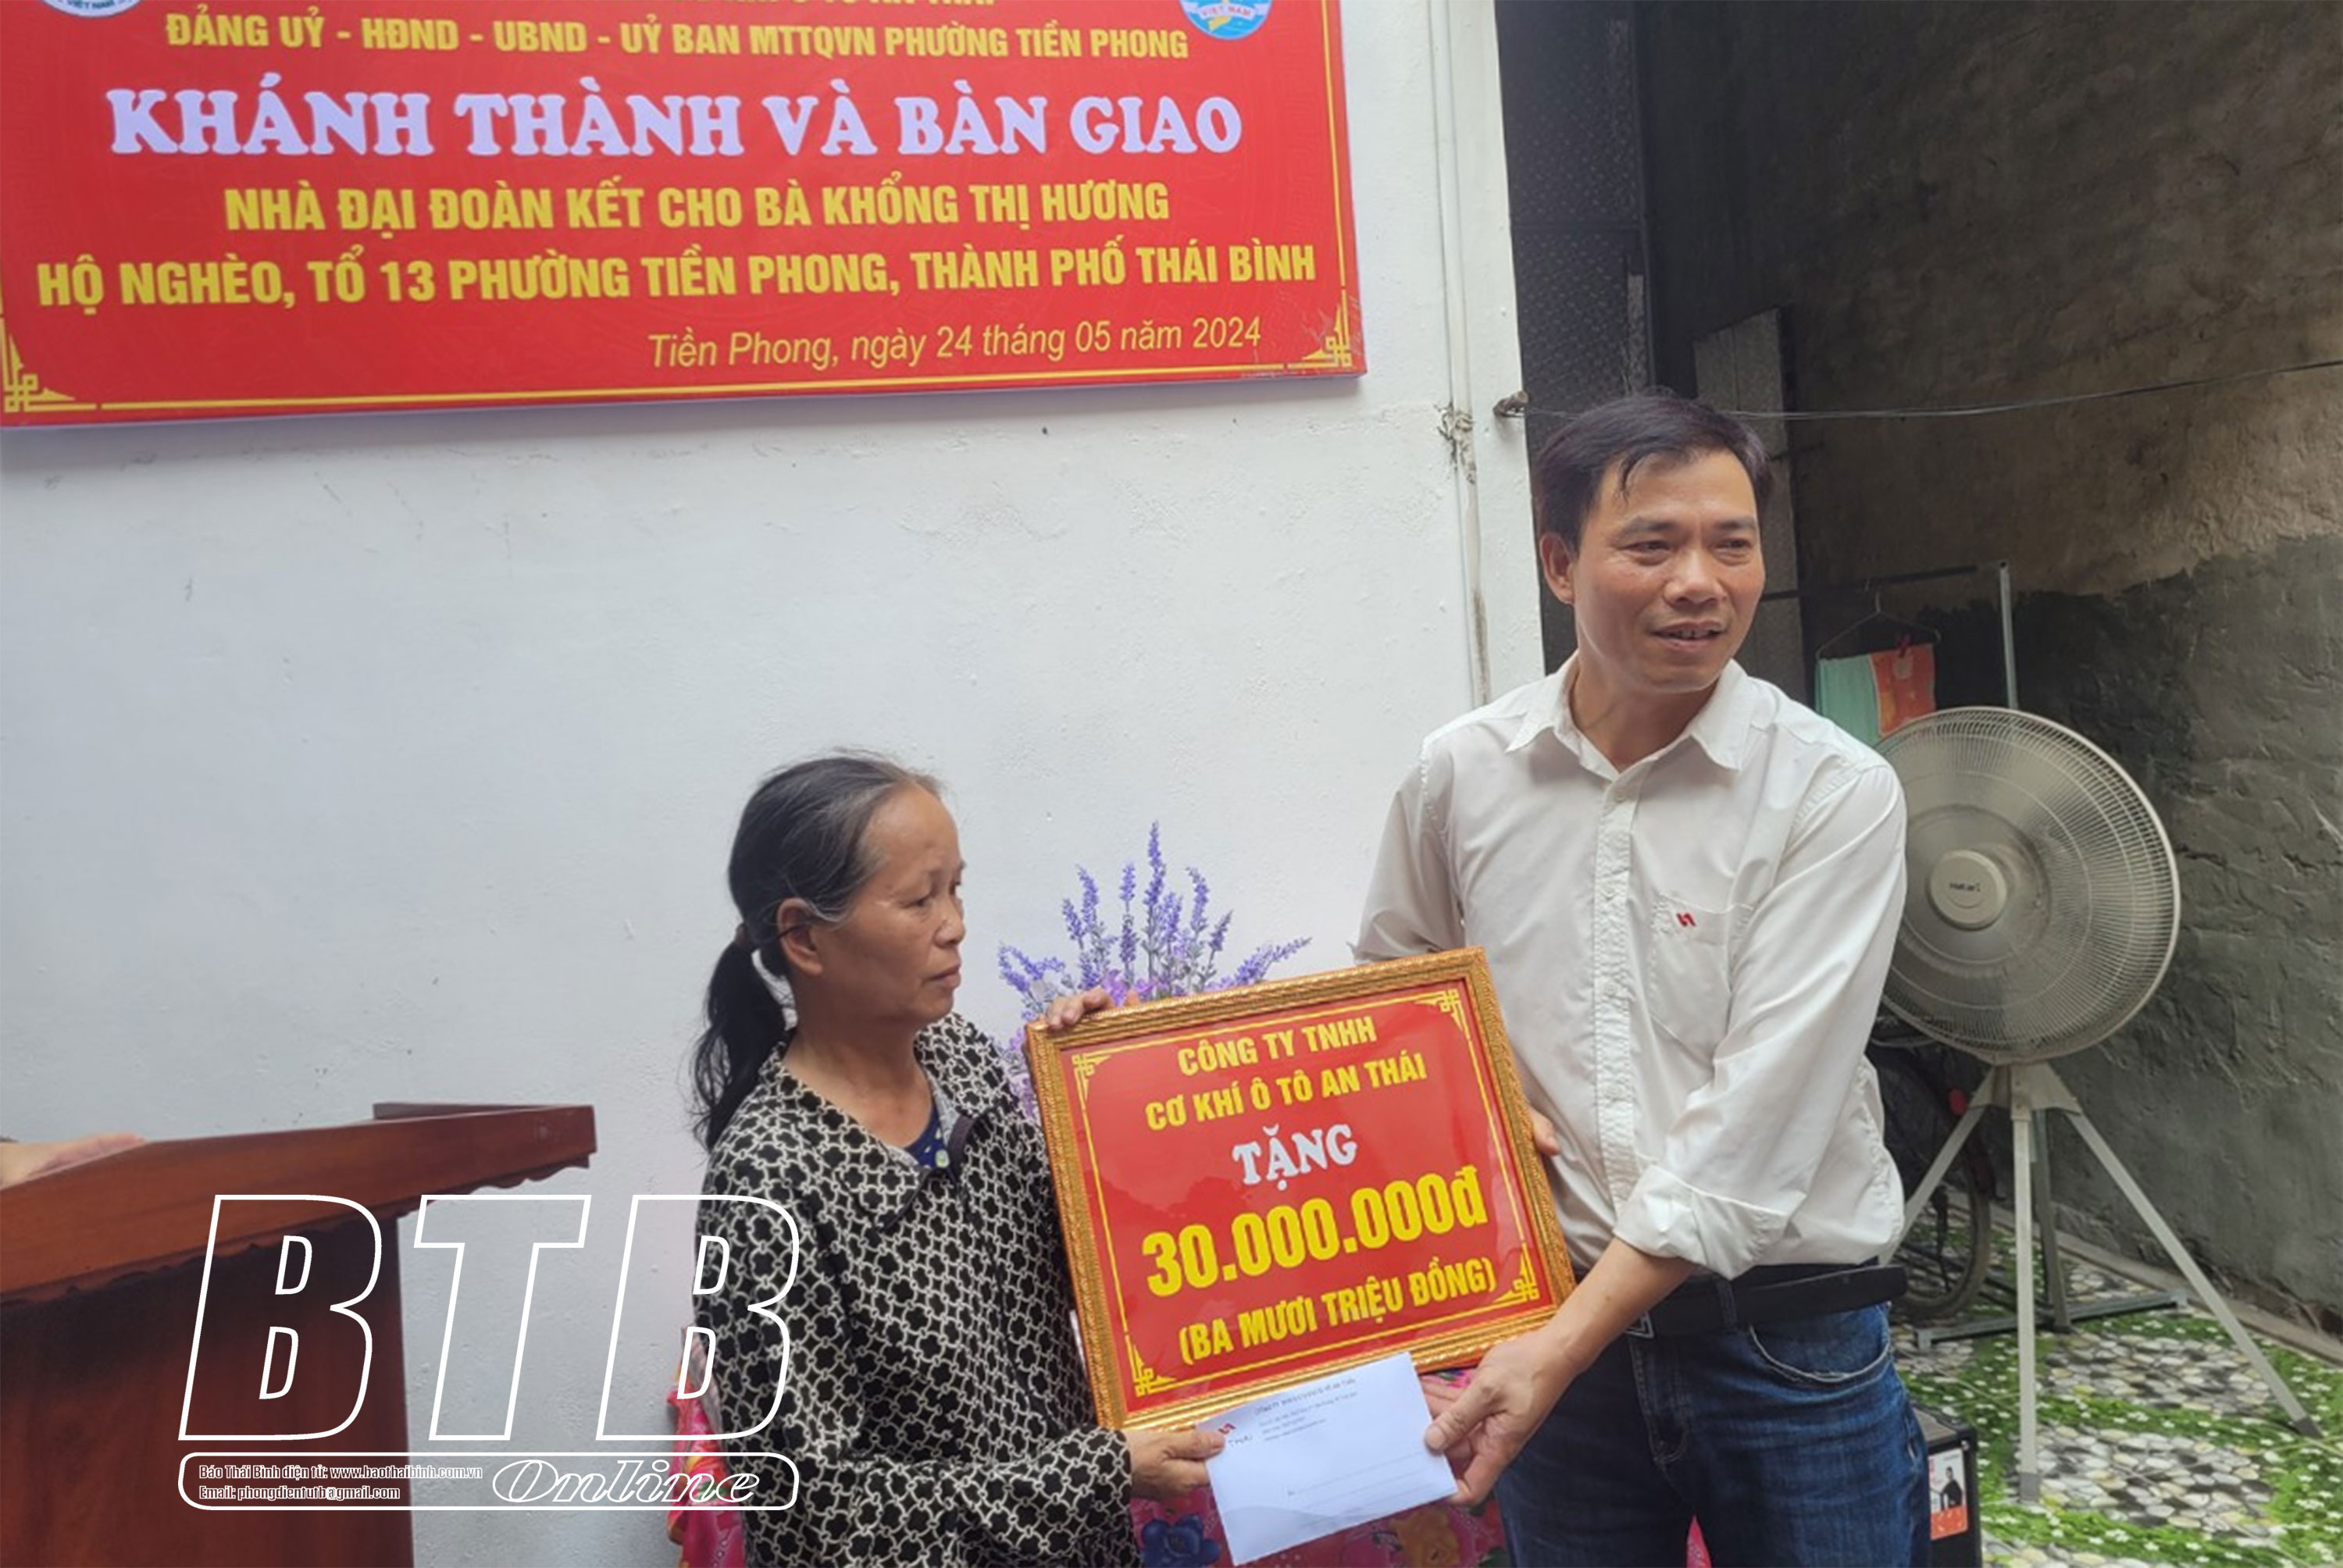 VIỆT NAM
ĐẢNG UỶ - HĐND - UBND - UỶ BAN MTTQVN PHƯỜNG TIỀN PHONG
KHÁNH THÀNH VÀ BÀN GIAO
NHÀ ĐẠI ĐOÀN KẾT CHO BÀ KHỔNG THỊ HƯƠNG
HỘ NGHÈO, TỔ 13 PHƯỜNG TIỀN PHONG, THÀNH PHỐ THÁI BÌNH
Tiền Phong, ngày 24 tháng 05 năm 2024
CÔNG TY TNHH
CƠ KHÍ Ô TÔ AN THÁI
TẶNG
30.000.000đ
(BA MƯƠI TRIỆU ĐỒNG)
BTB
Báo Thái Bình điện tử: www.baothaibinh.com.vn
Email: phongdientutb@gmail.com
Online